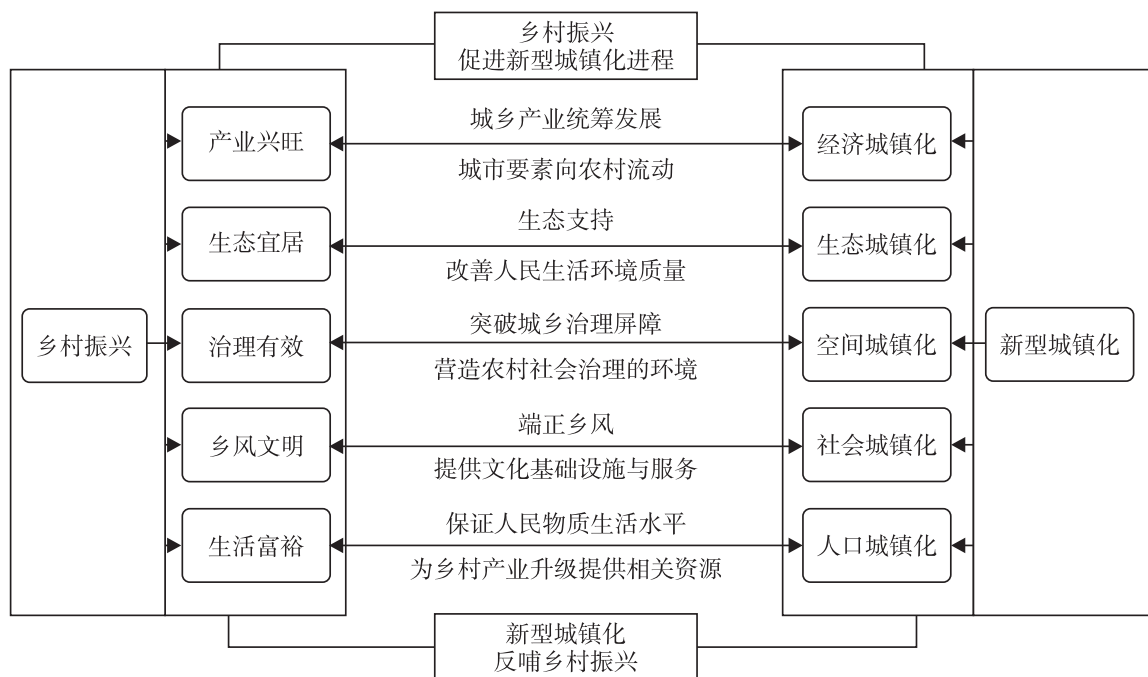 乡村振兴
促进新型城镇化进程
产业兴旺
城乡产业统筹发展
城市要素向农村流动
经济城镇化
生态宜居
生态支持
改善人民生活环境质量
生态城镇化
乡村振兴
治理有效
突破城乡治理屏障
营造农村社会治理的环境
空间城镇化
新型城镇化
乡风文明
端正乡风
提供文化基础设施与服务
社会城镇化
生活富裕
保证人民物质生活水平
为乡村产业升级提供相关资源
人口城镇化
新型城镇化
反哺乡村振兴